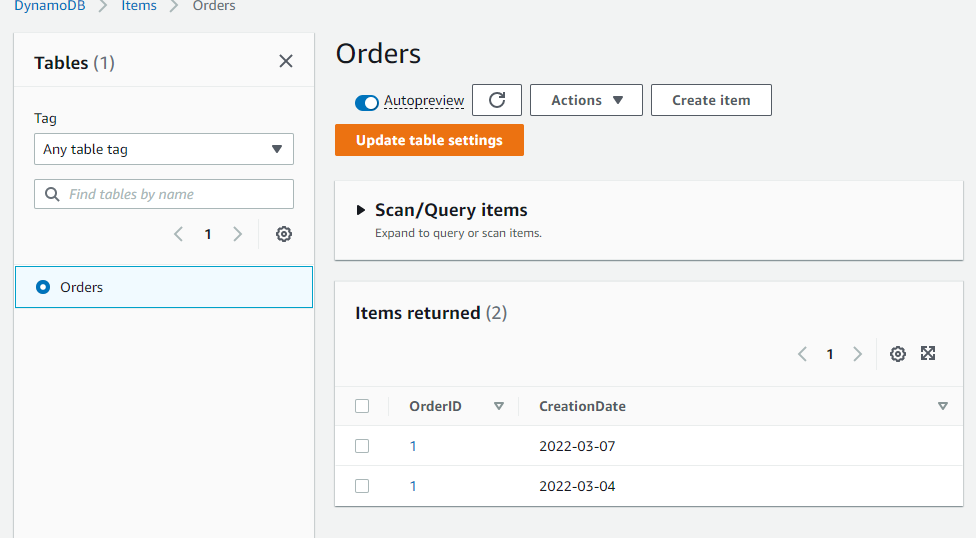 DynamoDB > Items > Orders
Tables (1)
Tag
Any table tag
Find tables by name
1
Orders
Orders
Autopreview
Actions
Create item
Update table settings
Scan/Query items
Expand to query or scan items.
Items returned (2)
1
OrderID CreationDate
1 2022-03-07
1 2022-03-04